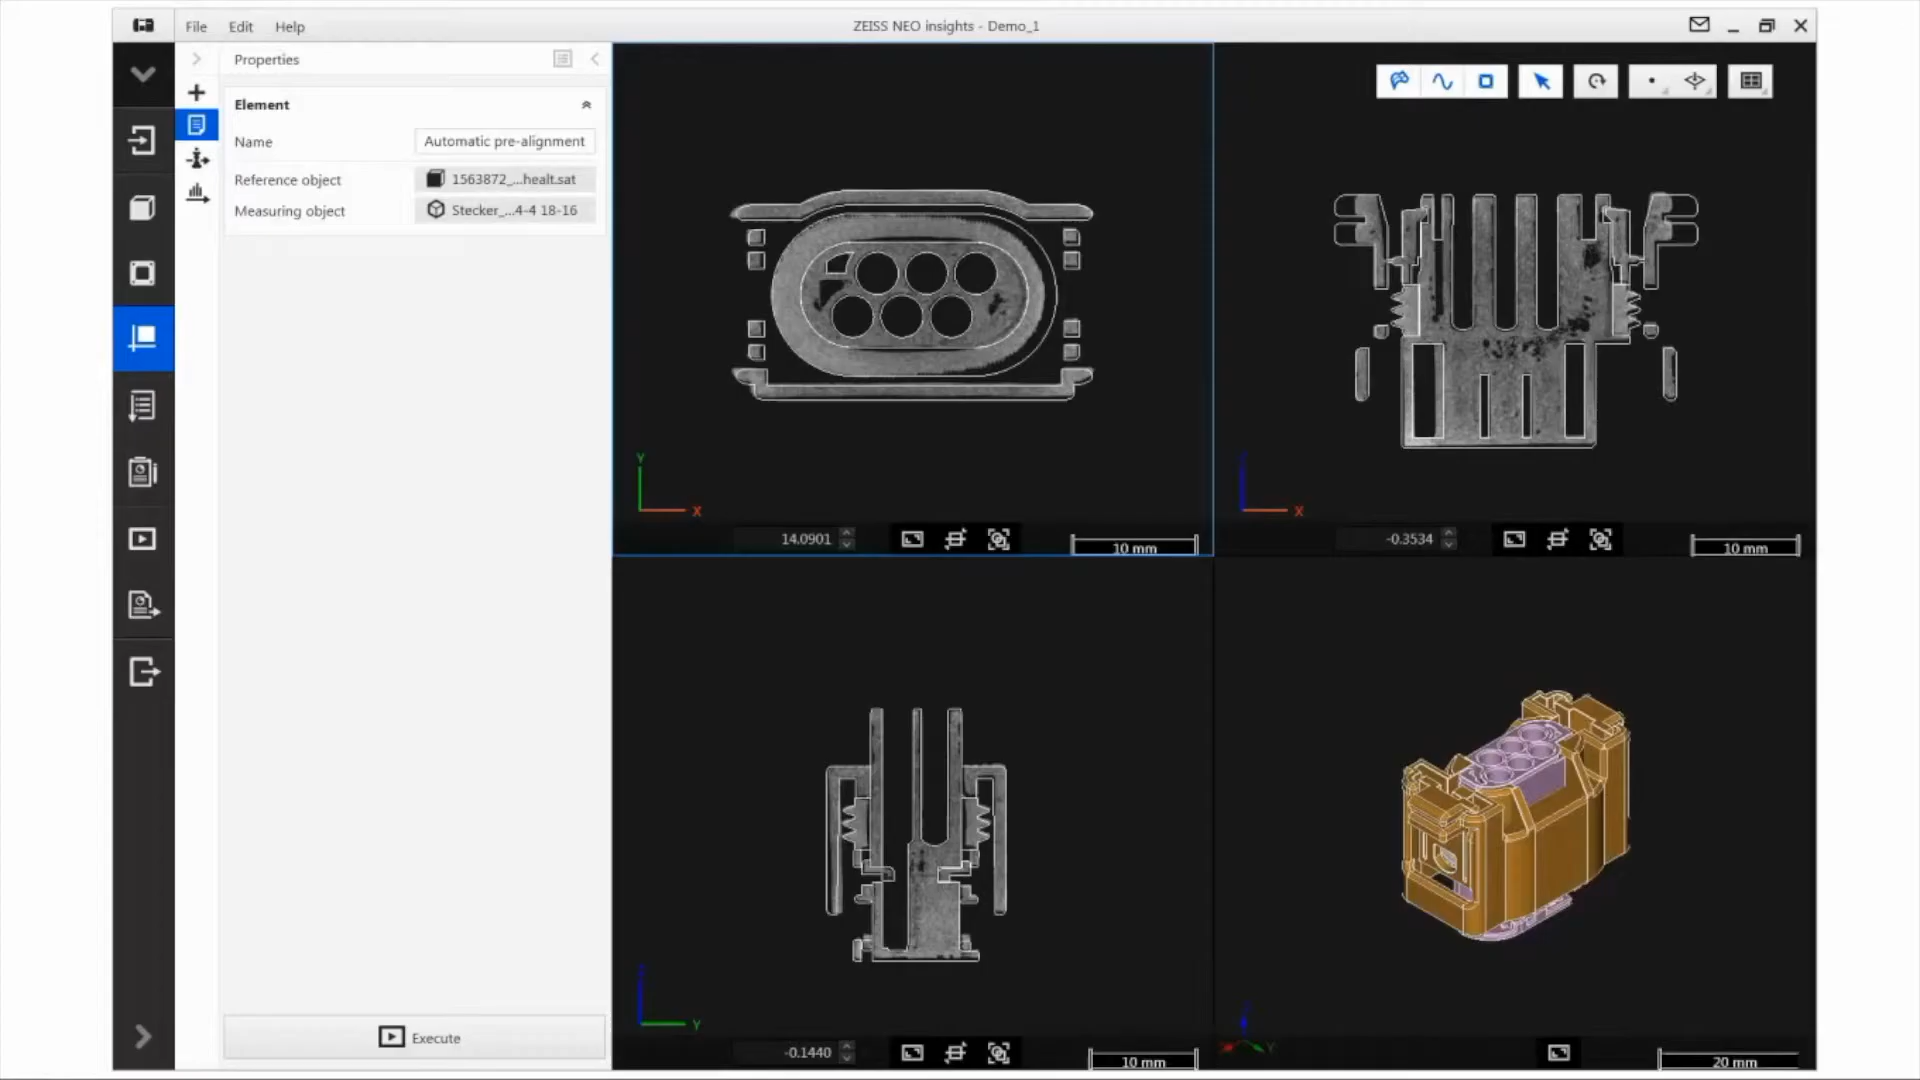 File Edit Help ZEISS NEO insights - Demo_1
Properties
Element
Name Automatic pre-alignment
Reference object 1563872_...healt.sat
Measuring object Stecker_...4-4 18-16
Y
X
X
14.0901 10 mm
-0.3534 10 mm
Y
Y
-0.1440 10 mm
20 mm
Execute